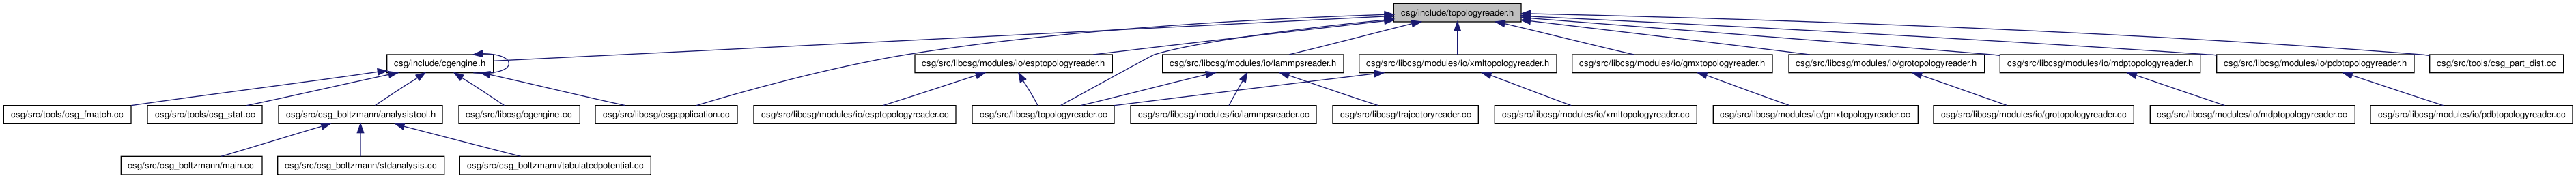 csg/include/topologyreader.h
csg/include/cgengine.h
csg/src/libcsg/modules/io/esptopologyreader.h
csg/src/libcsg/modules/io/lammpsreader.h
csg/src/libcsg/modules/io/xmltopologyreader.h
csg/src/libcsg/modules/io/gmxtopologyreader.h
csg/src/libcsg/modules/io/grotopologyreader.h
csg/src/libcsg/modules/io/mdptopologyreader.h
csg/src/libcsg/modules/io/pdbtopologyreader.h
csg/src/tools/csg_part_dist.cc
csg/src/tools/csg_fmatch.cc
csg/src/tools/csg_stat.cc
csg/src/csg_boltzmann/analysistool.h
csg/src/libcsg/cgengine.cc
csg/src/libcsg/csgapplication.cc
csg/src/libcsg/modules/io/esptopologyreader.cc
csg/src/libcsg/topologyreader.cc
csg/src/libcsg/modules/io/lammpsreader.cc
csg/src/libcsg/trajectoryreader.cc
csg/src/libcsg/modules/io/xmltopologyreader.cc
csg/src/libcsg/modules/io/gmxtopologyreader.cc
csg/src/libcsg/modules/io/grotopologyreader.cc
csg/src/libcsg/modules/io/mdptopologyreader.cc
csg/src/libcsg/modules/io/pdbtopologyreader.cc
csg/src/csg_boltzmann/main.cc
csg/src/csg_boltzmann/stdanalysis.cc
csg/src/csg_boltzmann/tabulatedpotential.cc